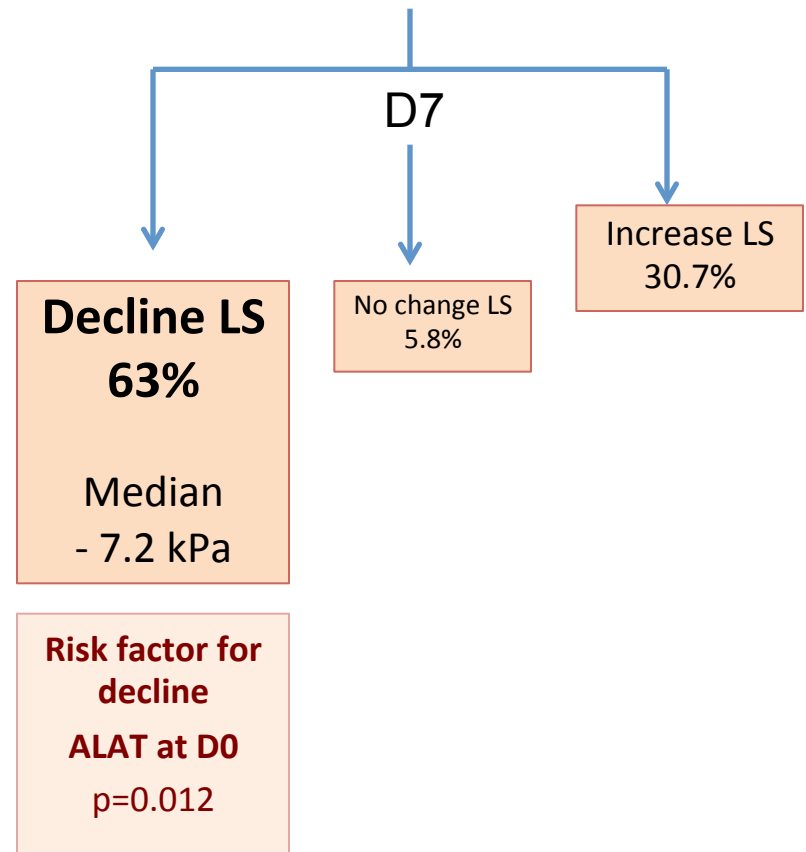 D7
Decline LS
63%
Median
- 7.2 kPa
No change LS
5.8%
Increase LS
30.7%
Risk factor for
decline
ALAT at D0
p=0.012